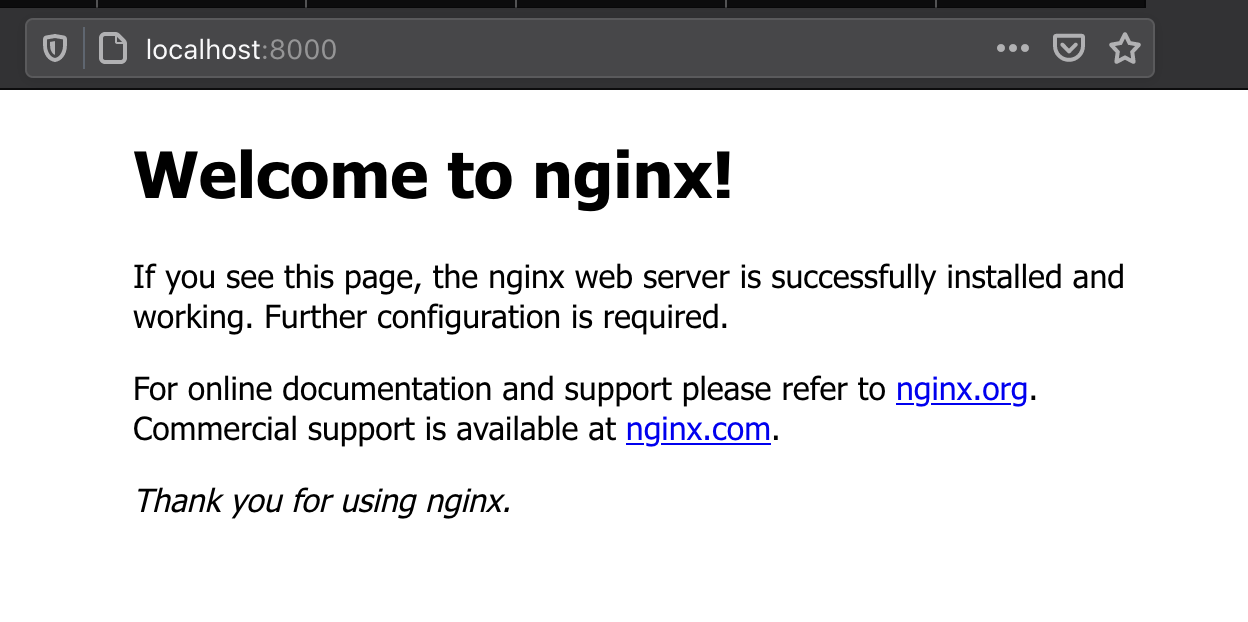 localhost:8000
Welcome to nginx!
If you see this page, the nginx web server is successfully installed and
working. Further configuration is required.
For online documentation and support please refer to nginx.org.
Commercial support is available at nginx.com.
Thank you for using nginx.